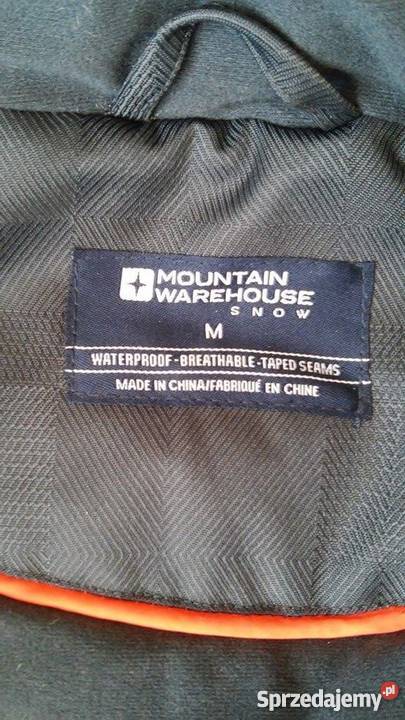 MOUNTAIN
WAREHOUSE
SNOW
M
WATERPROOF-BREATHABLE-TAPED SEAMS
MADE IN CHINA/FABRIQUÉ EN CHINE
Sprzedajemy.pl